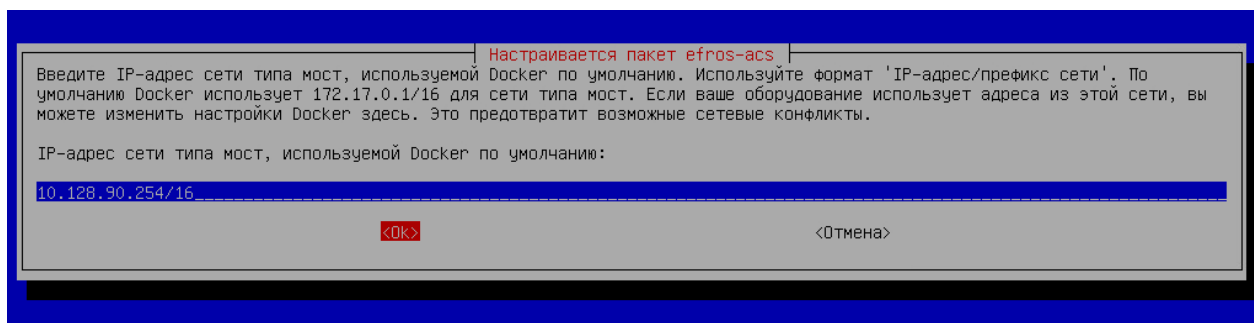 Настраивается пакет efros-acs
Введите IP-адрес сети типа мост, используемой Docker по умолчанию. Используйте формат 'IP-адрес/префикс сети'. По
умолчанию Docker использует 172.17.0.1/16 для сети типа мост. Если ваше оборудование использует адреса из этой сети, вы
можете изменить настройки Docker здесь. Это предотвратит возможные сетевые конфликты.
IP-адрес сети типа мост, используемой Docker по умолчанию:
10.128.90.254/16
<Ok> <Отмена>